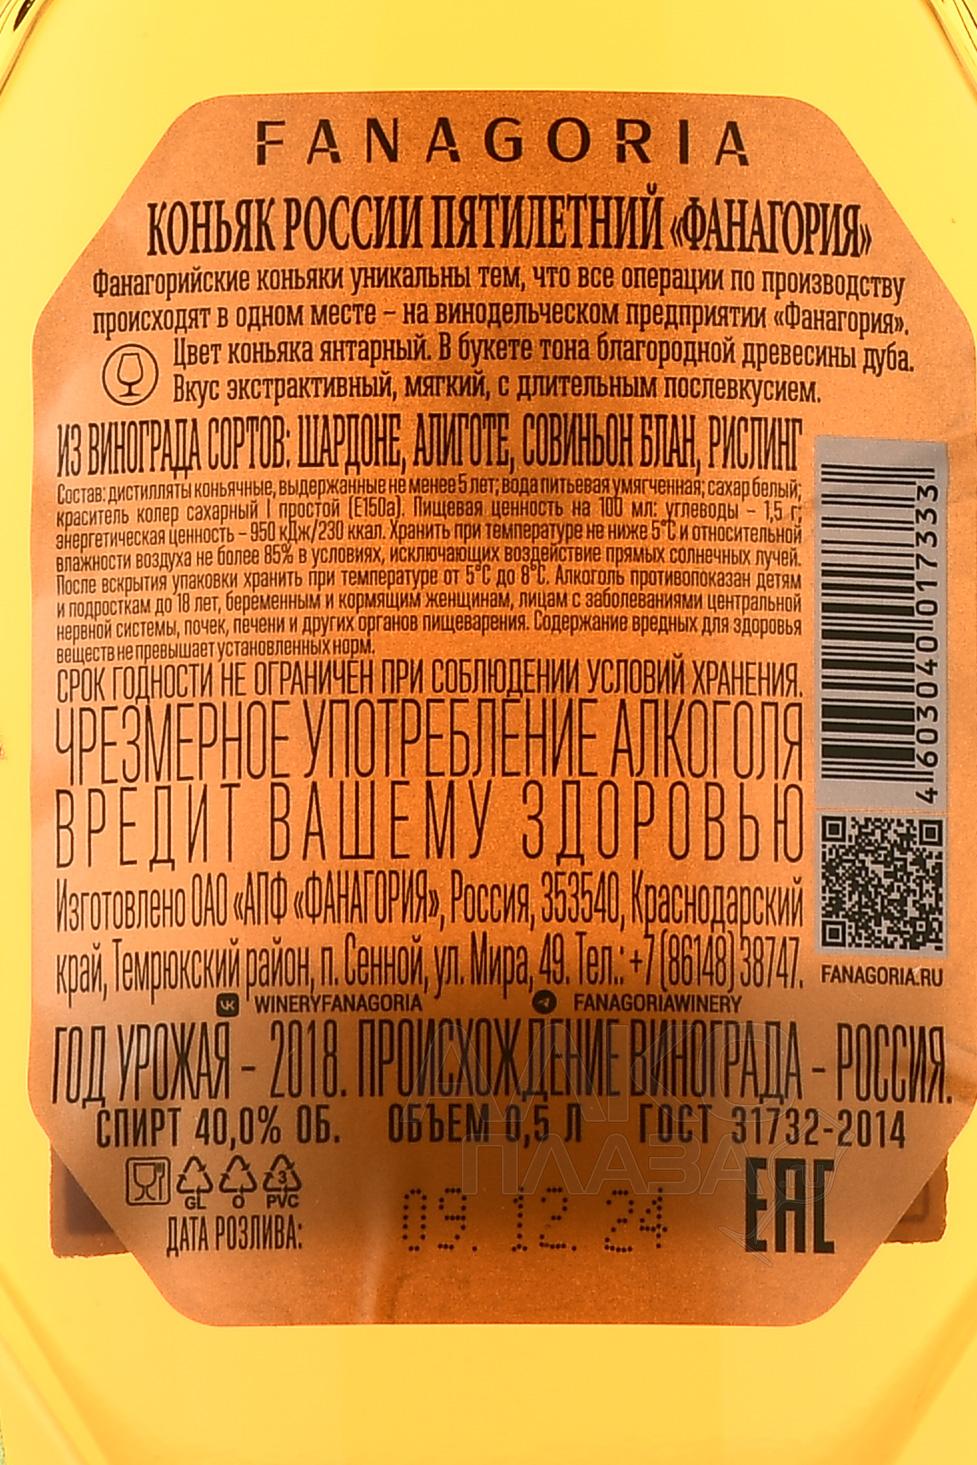 FANAGORIA
КОНЬЯК РОССИИ ПЯТИЛЕТНИЙ «ФАНАГОРИЯ»
Фанагорийские коньяки уникальны тем, что все операции по производству
происходят в одном месте – на винодельческом предприятии «Фанагория».
Цвет коньяка янтарный. В букете тона благородной древесины дуба.
Вкус экстрактивный, мягкий, с длительным послевкусием.
ИЗ ВИНОГРАДА СОРТОВ: ШАРДОНЕ, АЛИГОТЕ, СОВИНЬОН БЛАН, РИСЛИНГ
Состав: дистилляты коньячные, выдержанные не менее 5 лет; вода питьевая умягченная; сахар белый;
краситель колер сахарный I простой (Е150а). Пищевая ценность на 100 мл: углеводы – 1,5 г;
энергетическая ценность – 950 кДж/230 ккал. Хранить при температуре не ниже 5°С и относительной
влажности воздуха не более 85% в условиях, исключающих воздействие прямых солнечных лучей.
После вскрытия упаковки хранить при температуре от 5°С до 8°С. Алкоголь противопоказан детям
и подросткам до 18 лет, беременным и кормящим женщинам, лицам с заболеваниями центральной
нервной системы, почек, печени и других органов пищеварения. Содержание вредных для здоровья
веществ не превышает установленных норм.
СРОК ГОДНОСТИ НЕ ОГРАНИЧЕН ПРИ СОБЛЮДЕНИИ УСЛОВИЙ ХРАНЕНИЯ.
ЧРЕЗМЕРНОЕ УПОТРЕБЛЕНИЕ АЛКОГОЛЯ
ВРЕДИТ ВАШЕМУ ЗДОРОВЬЮ
4 603040 017333
Изготовлено ОАО «АПФ «ФАНАГОРИЯ», Россия, 353540, Краснодарский
край, Темрюкский район, п. Сенной, ул. Мира, 49. Тел.: +7 (86148) 38747.
FANAGORIA.RU
WINERYFANAGORIA FANAGORIAWINERY
ГОД УРОЖАЯ – 2018. ПРОИСХОЖДЕНИЕ ВИНОГРАДА – РОССИЯ.
СПИРТ 40,0% ОБ. ОБЪЕМ 0,5 Л ГОСТ 31732-2014
АЛКО
ПЛАЗА
GL O 3 PVC
ДАТА РОЗЛИВА: 09.12.24 EAC